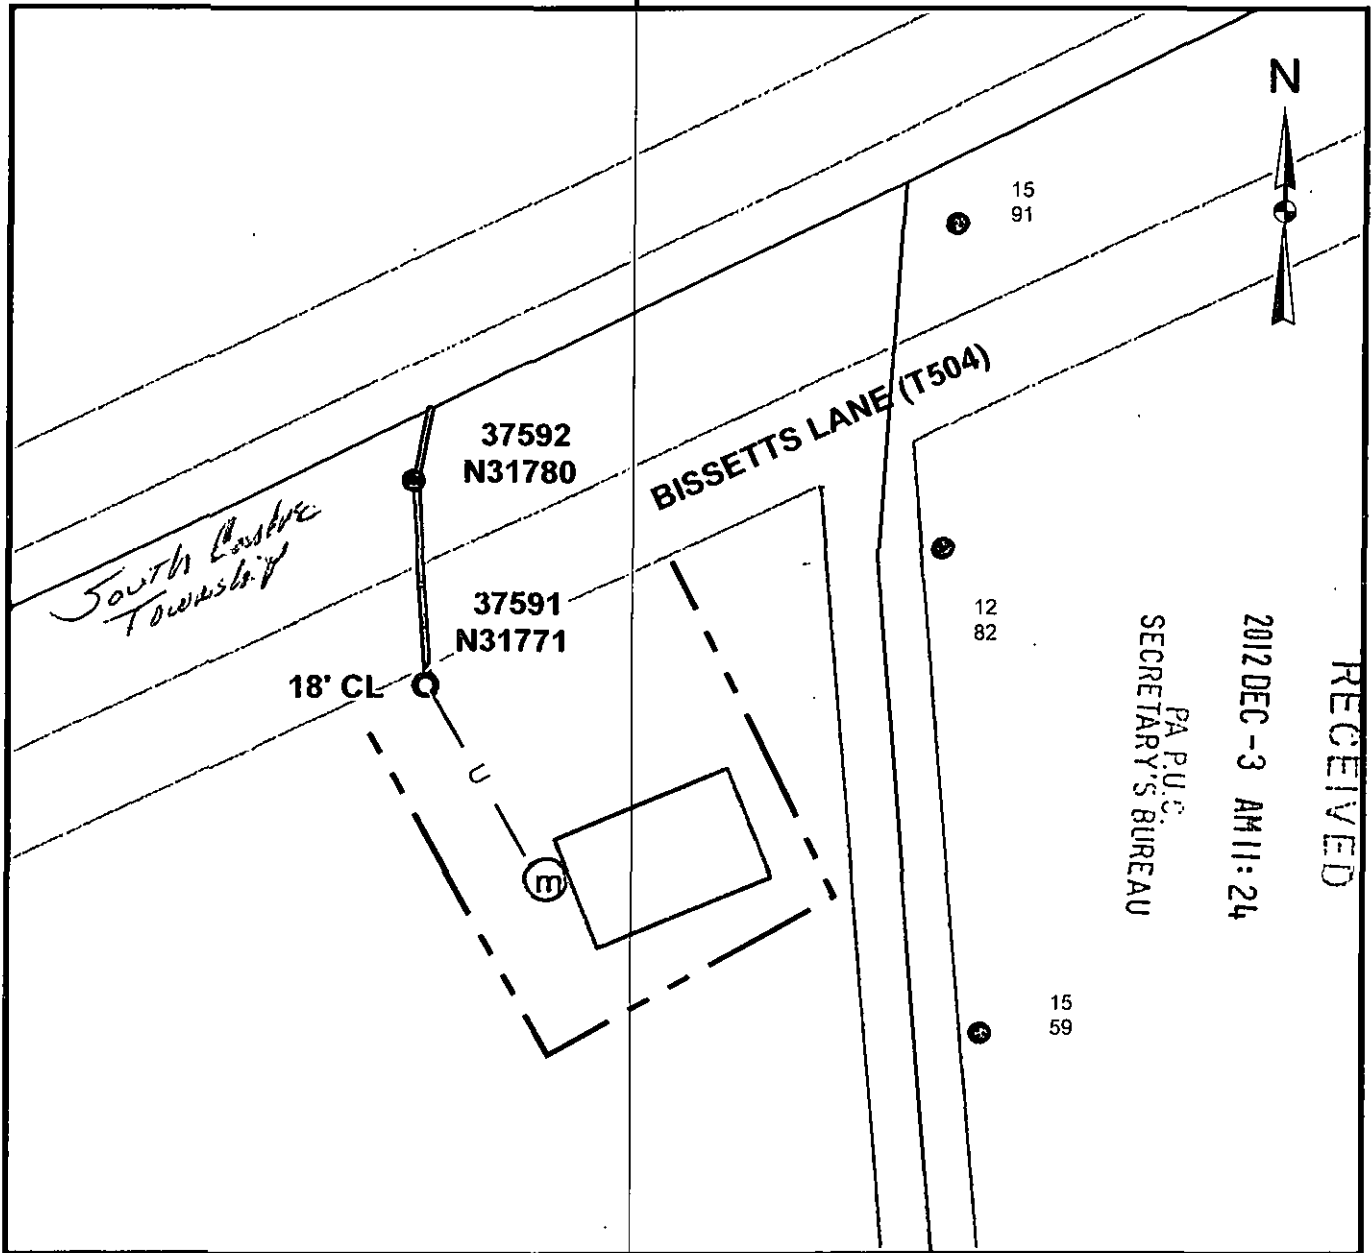 N
15
91
37592
N31780
BISSETTS LANE (T504)
South
Township
37591
N31771
18' CL
U
m
12
82
15
59
RECEIVED
2012 DEC -3 AM 11:24
PA P.U.C.
SECRETARY'S BUREAU